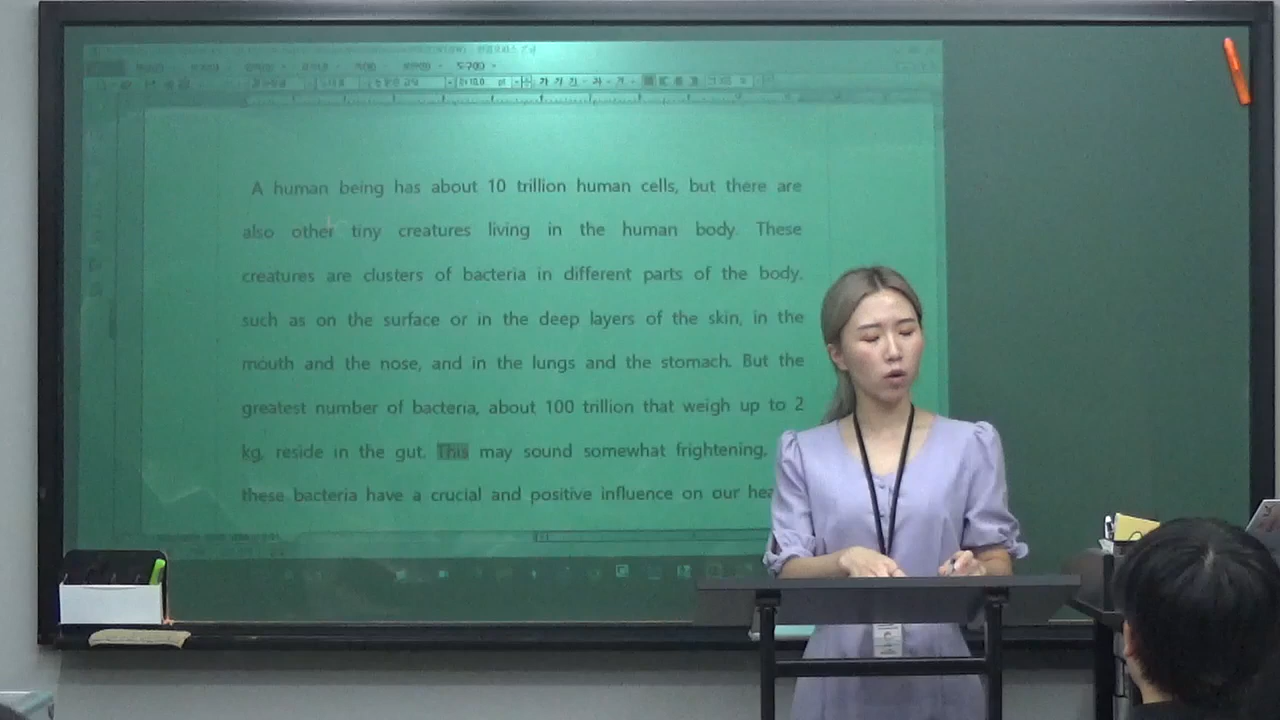 도구(T)
A human being has about 10 trillion human cells, but there are
also other tiny creatures living in the human body. These
creatures are clusters of bacteria in different parts of the body.
such as on the surface or in the deep layers of the skin, in the
mouth and the nose, and in the lungs and the stomach. But the
greatest number of bacteria, about 100 trillion that weigh up to 2
kg, reside in the gut. This may sound somewhat frightening,
these bacteria have a crucial and positive influence on our